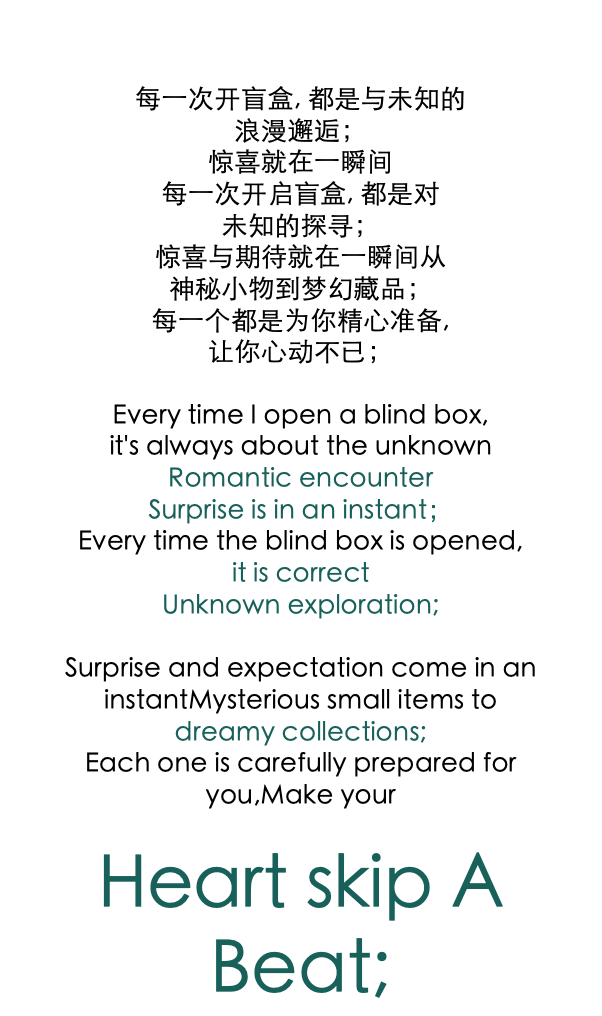 每一次开盲盒, 都是与未知的
浪漫邂逅;
惊喜就在一瞬间
每一次开启盲盒, 都是对
未知的探寻;
惊喜与期待就在一瞬间从
神秘小物到梦幻藏品;
每一个都是为你精心准备,
让你心动不已;
Every time I open a blind box,
it's always about the unknown
Romantic encounter
Surprise is in an instant;
Every time the blind box is opened,
it is correct
Unknown exploration;
Surprise and expectation come in an
instantMysterious small items to
dreamy collections;
Each one is carefully prepared for
you,Make your
Heart skip A
Beat;